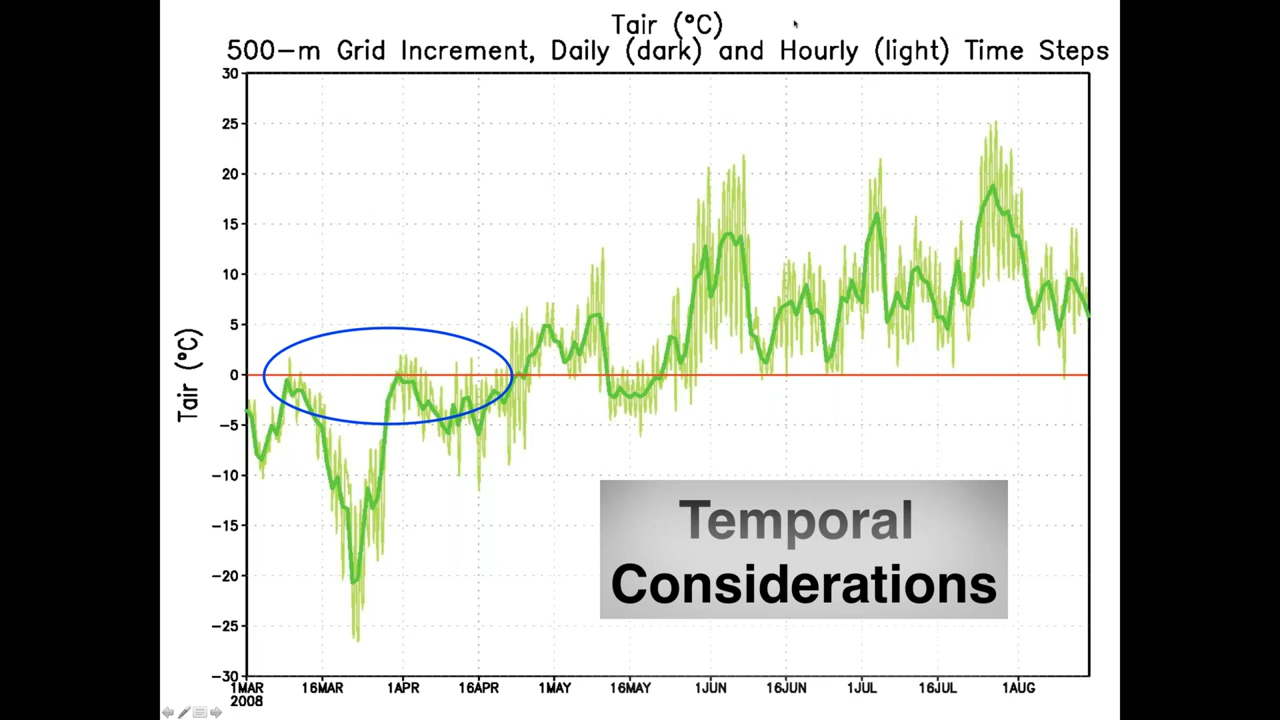 Tair (°C)
500-m Grid Increment, Daily (dark) and Hourly (light) Time Steps
30
25
20
15
10
5
0
-5
-10
-15
-20
-25
-30
Tair (°C)
1MAR
2008
16MAR
1APR
16APR
1MAY
16MAY
1JUN
16JUN
1JUL
16JUL
1AUG
Temporal
Considerations